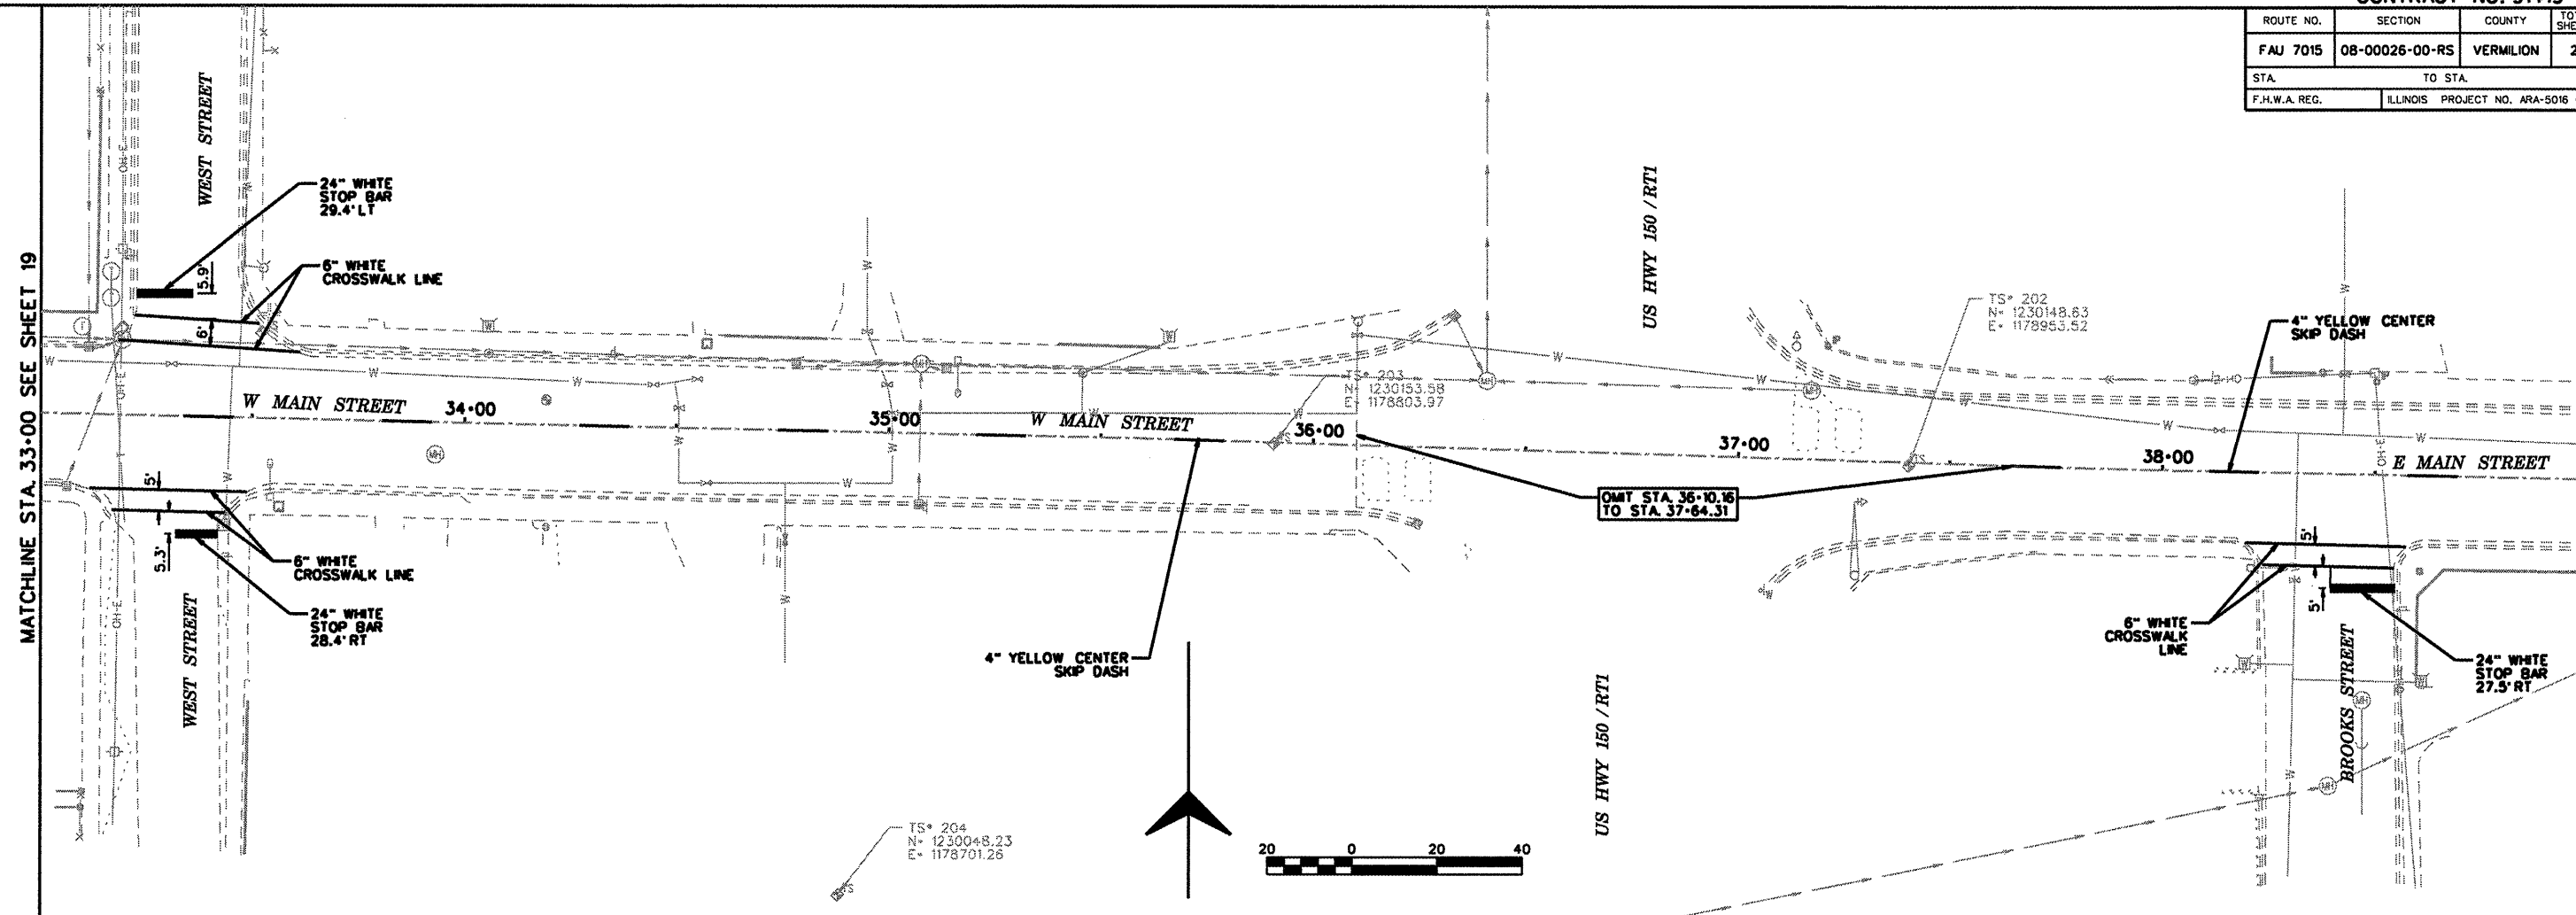 ROUTE NO.
SECTION
COUNTY
FAU 7015
08-00026-00-RS
VERMILION
STA.
TO STA.
F.H.W.A. REG.
ILLINOIS PROJECT NO. ARA-5016
MATCHLINE STA. 33+00 SEE SHEET 19
WEST STREET
24" WHITE
STOP BAR
29.4' LT
5.9'
6" WHITE
CROSSWALK LINE
6'
W MAIN STREET
34+00
35+00
W MAIN STREET
36+00
37+00
38+00
E MAIN STREET
US HWY 150 / RT1
203
N= 1230153.58
E= 1178803.97
TS# 202
N= 1230148.63
E= 1178953.52
4" YELLOW CENTER
SKIP DASH
OMIT STA. 36+10.16
TO STA. 37+64.31
5'
5.3'
6" WHITE
CROSSWALK LINE
24" WHITE
STOP BAR
28.4' RT
WEST STREET
4" YELLOW CENTER
SKIP DASH
US HWY 150 / RT1
5'
5'
6" WHITE
CROSSWALK
LINE
BROOKS STREET
24" WHITE
STOP BAR
27.5' RT
TS# 204
N= 1230048.23
E= 1178701.26
20 0 20 40